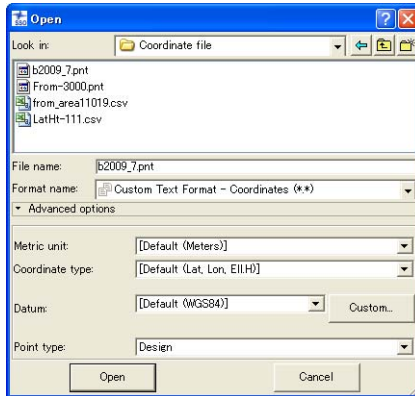 Open
Look in: Coordinate file
b2009_7.pnt
From-3000.pnt
from_area11019.csv
LatHt-111.csv
File name: b2009_7.pnt
Format name: Custom Text Format - Coordinates (*.*)
Advanced options
Metric unit: [Default (Meters)]
Coordinate type: [Default (Lat, Lon, Ell.H)]
Datum: [Default (WGS84)] Custom...
Point type: Design
Open Cancel